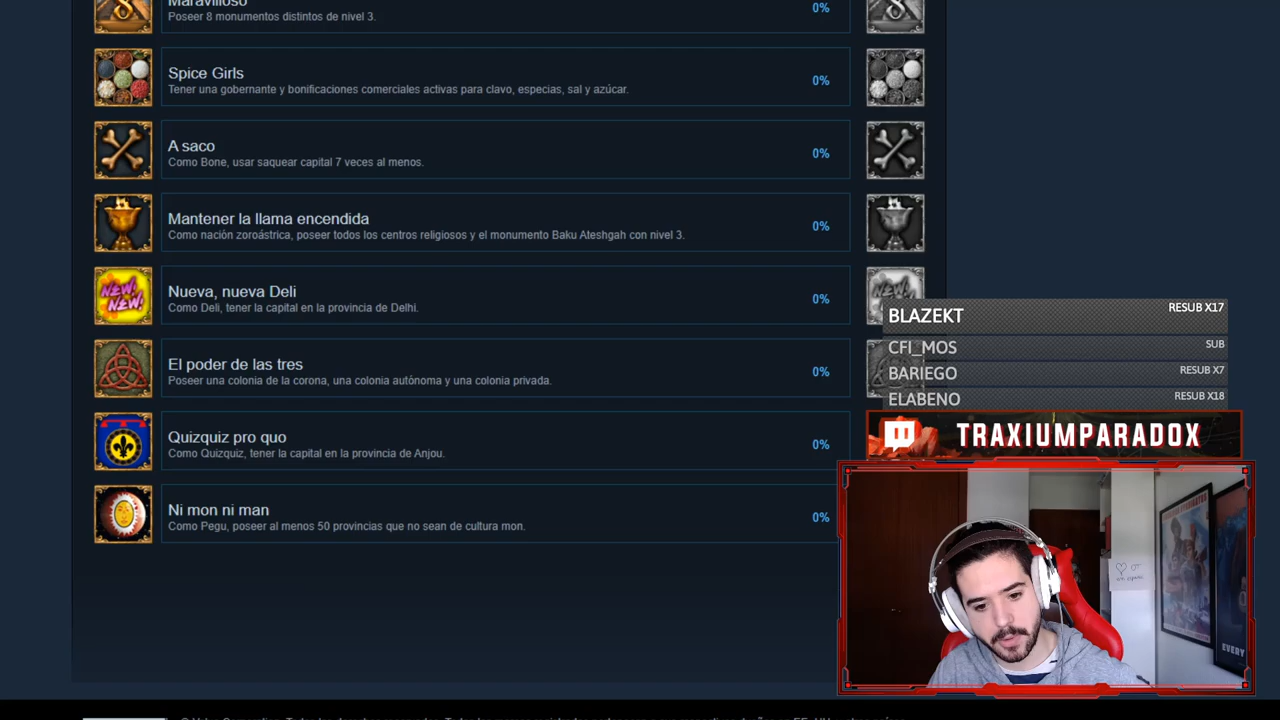 Maravilloso
Poseer 8 monumentos distintos de nivel 3.
0%
8
8
Spice Girls
Tener una gobernante y bonificaciones comerciales activas para clavo, especias, sal y azúcar.
0%
A saco
Como Bone, usar saquear capital 7 veces al menos.
0%
Mantener la llama encendida
Como nación zoroástrica, poseer todos los centros religiosos y el monumento Baku Ateshgah con nivel 3.
0%
NEW!
NEW!
Nueva, nueva Deli
Como Deli, tener la capital en la provincia de Delhi.
0%
NEW!
El poder de las tres
Poseer una colonia de la corona, una colonia autónoma y una colonia privada.
0%
Quizquiz pro quo
Como Quizquiz, tener la capital en la provincia de Anjou.
0%
Ni mon ni man
Como Pegu, poseer al menos 50 provincias que no sean de cultura mon.
0%
BLAZEKT RESUB X17
CFI_MOS SUB
BARIEGO RESUB X7
ELABENO RESUB X18
TRAXIUMPARADOX
EVERY